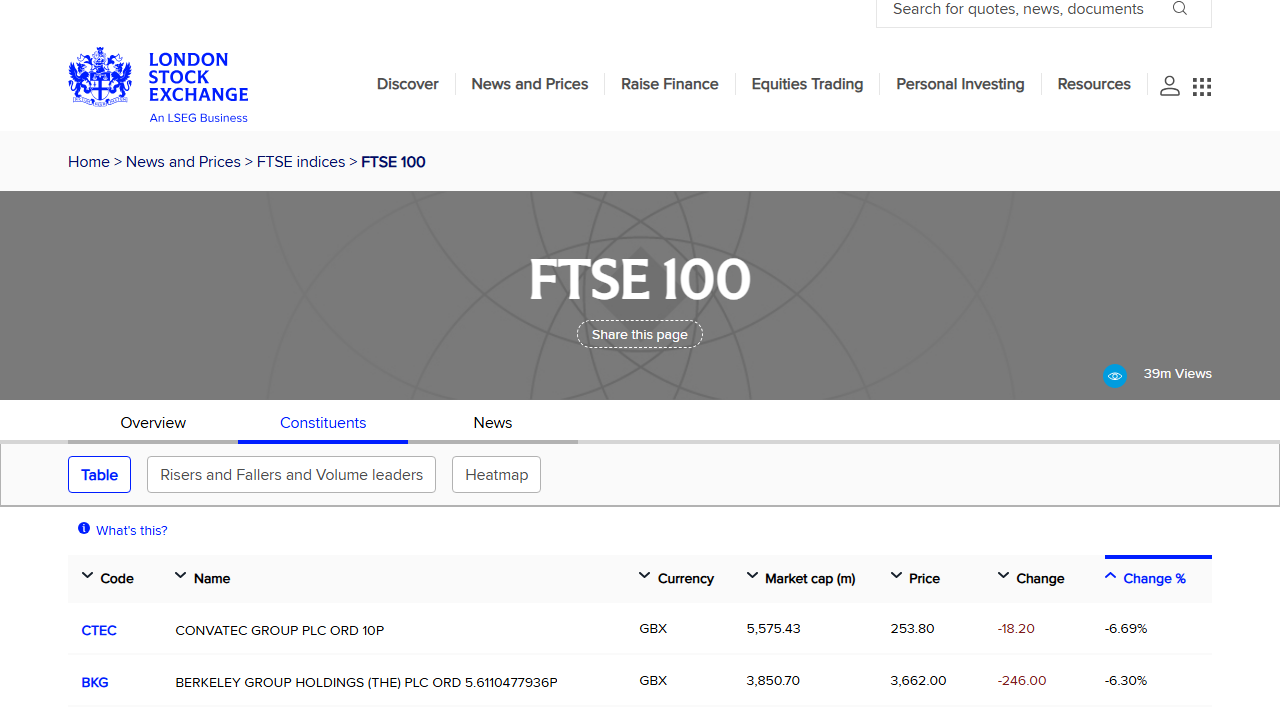 Search for quotes, news, documents
LONDON
STOCK
EXCHANGE
An LSEG Business
Discover News and Prices Raise Finance Equities Trading Personal Investing Resources
Home > News and Prices > FTSE indices > FTSE 100
FTSE 100
Share this page
39m Views
Overview Constituents News
Table Risers and Fallers and Volume leaders Heatmap
What's this?
Code Name Currency Market cap (m) Price Change Change %
CTEC CONVATEC GROUP PLC ORD 10P GBX 5,575.43 253.80 -18.20 -6.69%
BKG BERKELEY GROUP HOLDINGS (THE) PLC ORD 5.6110477936P GBX 3,850.70 3,662.00 -246.00 -6.30%